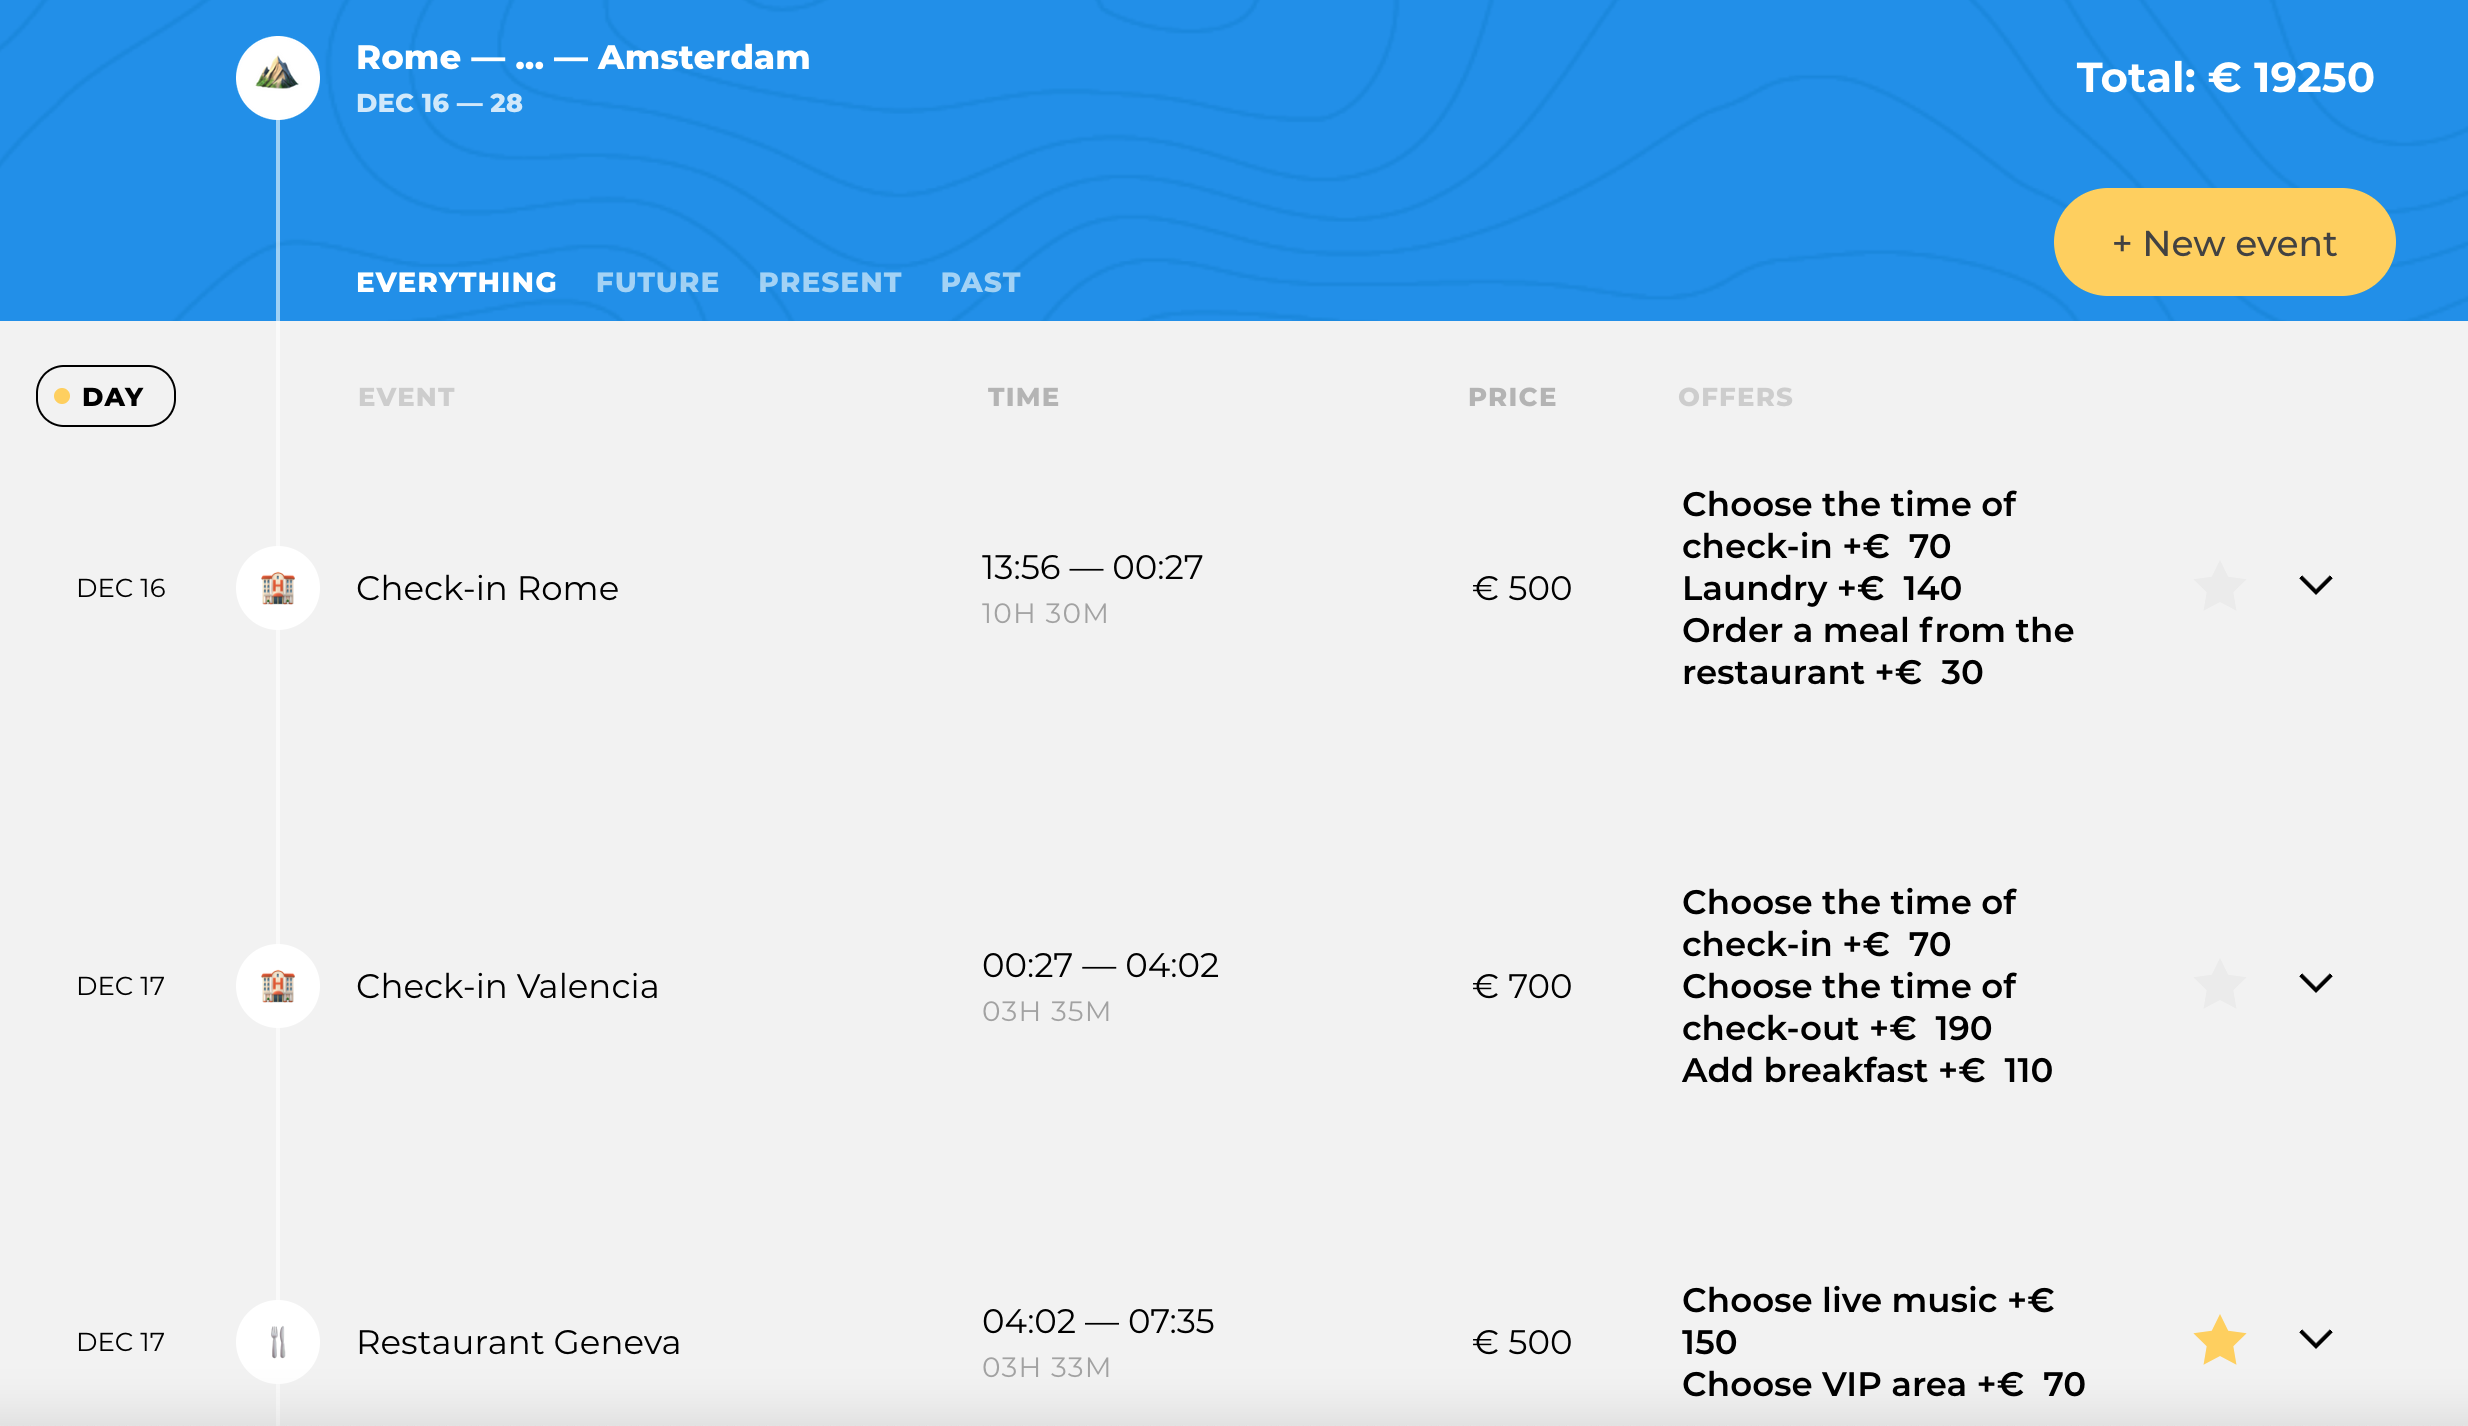 Rome — ... — Amsterdam
DEC 16 — 28
Total: € 19250
+ New event
EVERYTHING FUTURE PRESENT PAST
DAY EVENT TIME PRICE OFFERS
DEC 16
Check-in Rome
13:56 — 00:27
10H 30M
€ 500
Choose the time of
check-in +€ 70
Laundry +€ 140
Order a meal from the
restaurant +€ 30
DEC 17
Check-in Valencia
00:27 — 04:02
03H 35M
€ 700
Choose the time of
check-in +€ 70
Choose the time of
check-out +€ 190
Add breakfast +€ 110
DEC 17
Restaurant Geneva
04:02 — 07:35
03H 33M
€ 500
Choose live music +€
150
Choose VIP area +€ 70